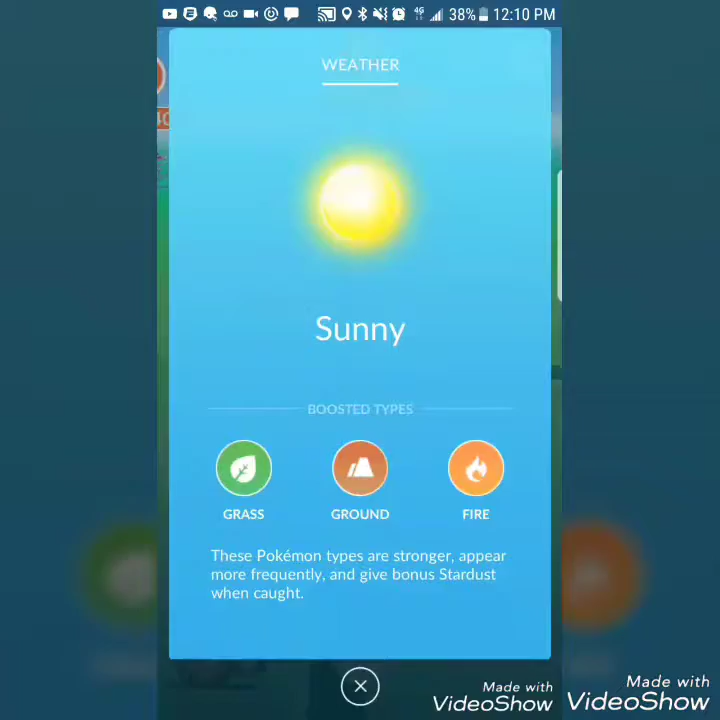 4G 38% 12:10 PM
WEATHER
Sunny
BOOSTED TYPES
GRASS GROUND FIRE
These Pokémon types are stronger, appear
more frequently, and give bonus Stardust
when caught.
Made with
VideoShow
Made with
VideoShow